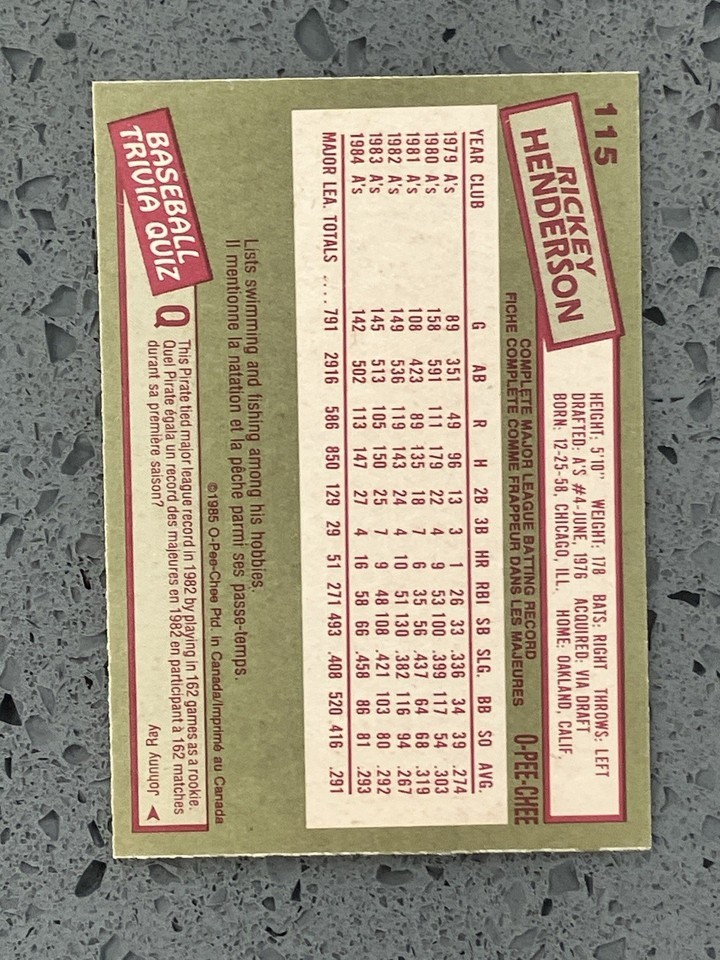 115
RICKEY
HENDERSON
HEIGHT: 5'10" WEIGHT: 178 BATS: RIGHT THROWS: LEFT
DRAFTED: A'S #4-JUNE, 1976 ACQUIRED: VIA DRAFT
BORN: 12-25-58, CHICAGO, ILL. HOME: OAKLAND, CALIF.
COMPLETE MAJOR LEAGUE BATTING RECORD
FICHE COMPLÈTE COMME FRAPPEUR DANS LES MAJEURES
O-PEE-CHEE
YEAR CLUB G AB R H 2B 3B HR RBI SB SLG. BB SO AVG.
1979 A's 89 351 49 96 13 3 1 26 33 .336 34 39 .274
1980 A's 158 591 111 179 22 4 9 53 100 .399 117 54 .303
1981 A's 108 423 89 135 18 7 6 35 56 .437 64 68 .319
1982 A's 149 536 119 143 24 4 10 51 130 .382 116 94 .267
1983 A's 145 513 105 150 25 7 9 48 108 .421 103 80 .292
1984 A's 142 502 113 147 27 4 16 58 66 .458 86 81 .293
MAJOR LEA. TOTALS .... 791 2916 586 850 129 29 51 271 493 .408 520 416 .291
Lists swimming and fishing among his hobbies.
Il mentionne la natation et la pêche parmi ses passe-temps.
©1985 O-Pee-Chee Ptd. in Canada/Imprimé au Canada
BASEBALL
TRIVIA QUIZ
Q
This Pirate tied major league record in 1982 by playing in 162 games as a rookie.
Quel Pirate égala un record des majeures en 1982 en participant à 162 matches
durant sa première saison?
Johnny Ray